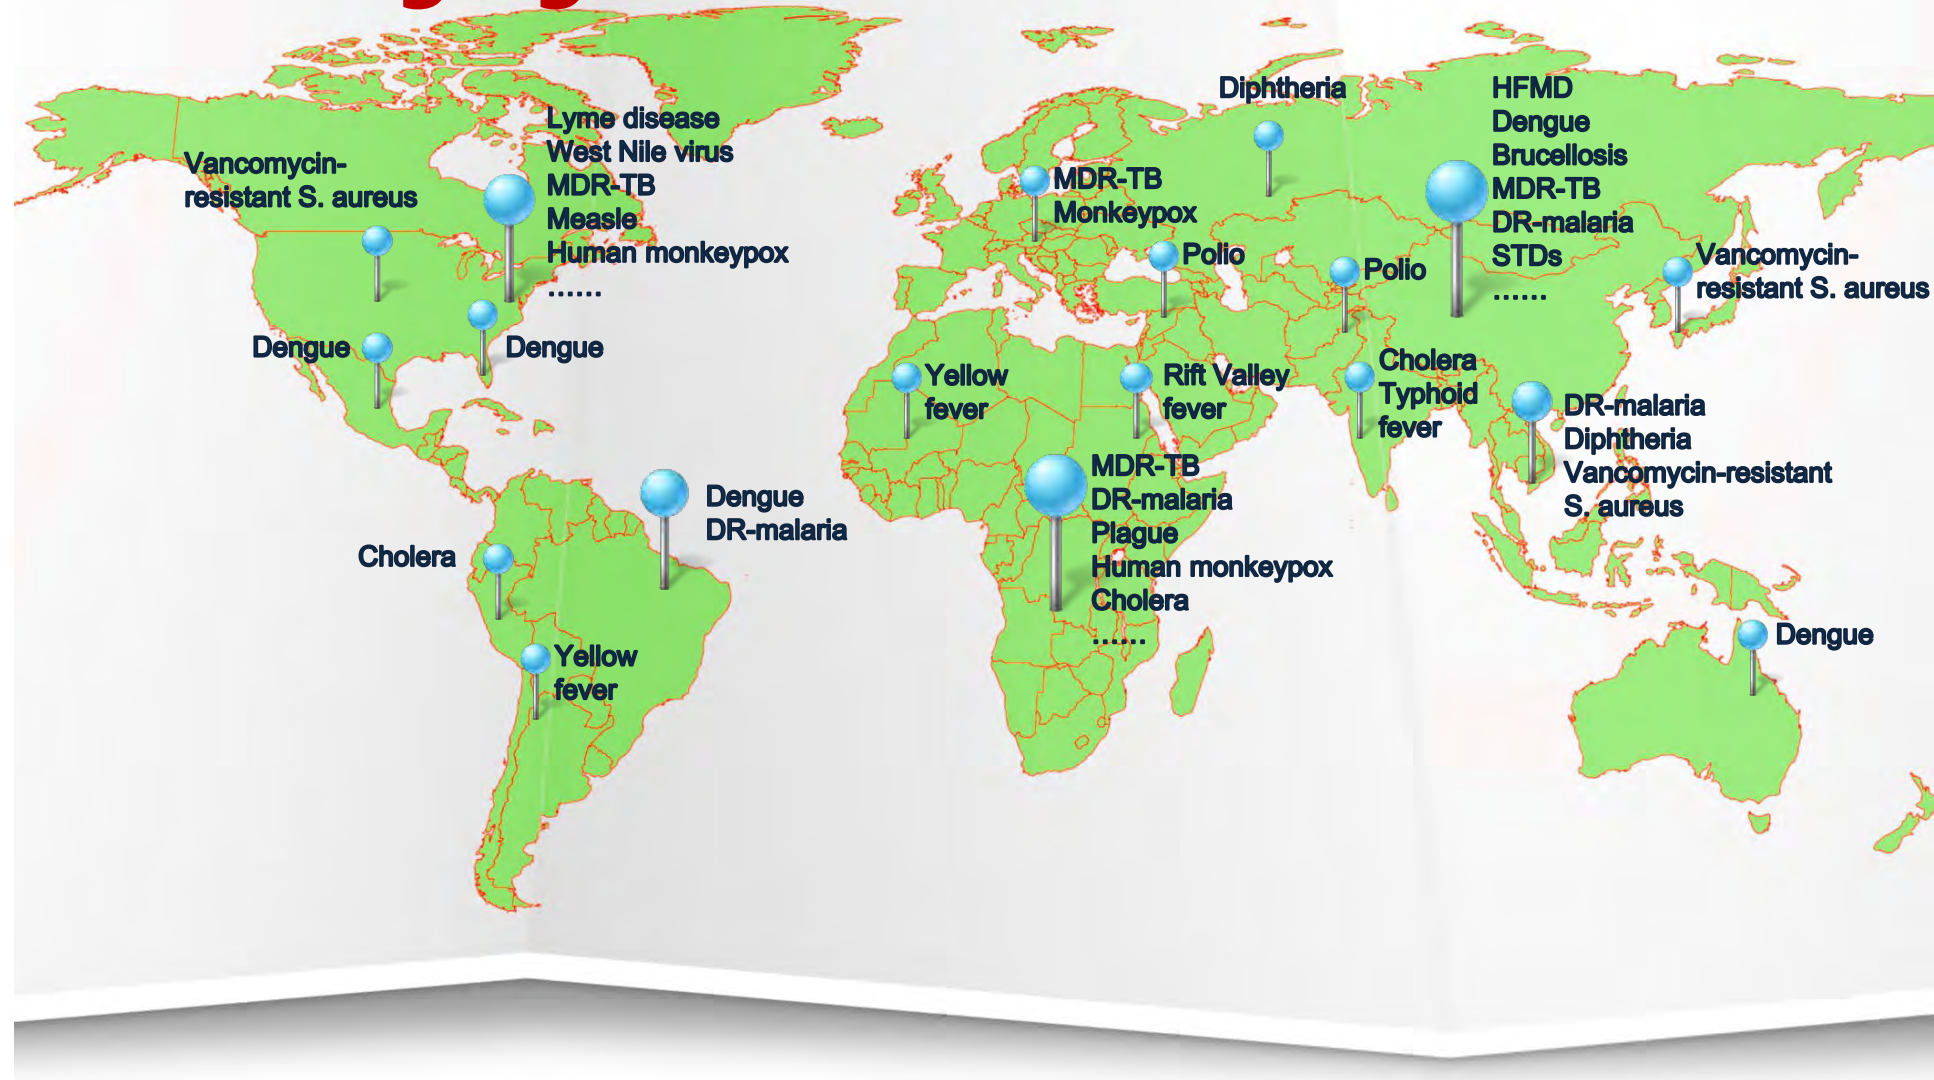 Diphtheria
HFMD
Dengue
Brucellosis
MDR-TB
DR-malaria
STDs
......
Lyme disease
West Nile virus
MDR-TB
Measle
Human monkeypox
......
Vancomycin-
resistant S. aureus
MDR-TB
Monkeypox
Polio
Polio
Vancomycin-
resistant S. aureus
Dengue
Dengue
Yellow
fever
Rift Valley
fever
Cholera
Typhoid
fever
DR-malaria
Diphtheria
Vancomycin-resistant
S. aureus
MDR-TB
DR-malaria
Plague
Human monkeypox
Cholera
......
Dengue
DR-malaria
Cholera
Yellow
fever
Dengue